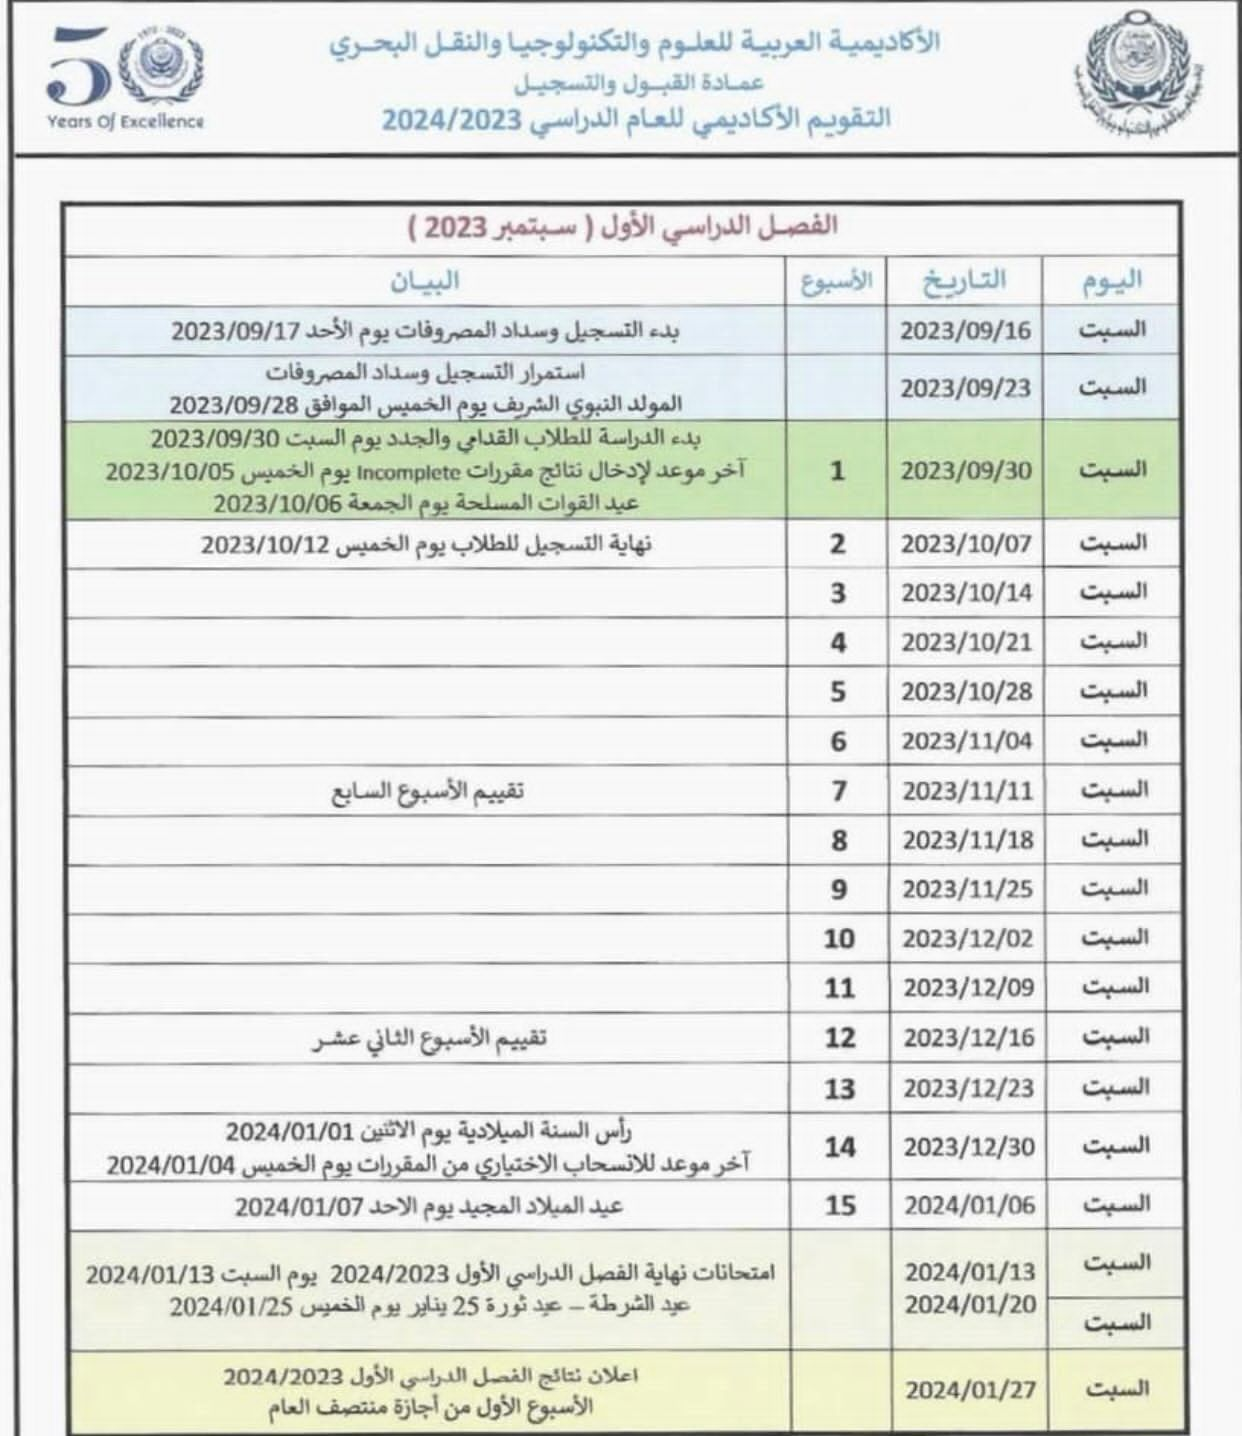 الأكاديمية العربية للعلوم والتكنولوجيا والنقل البحري
عمادة القبول والتسجيل
التقويم الأكاديمي للعام الدراسي 2024/2023
50
1972 - 2022
Years Of Excellence
الفصل الدراسي الأول ( سبتمبر 2023 )
اليوم التاريخ الأسبوع البيان
السبت 2023/09/16 بدء التسجيل وسداد المصروفات يوم الأحد 2023/09/17
السبت 2023/09/23 استمرار التسجيل وسداد المصروفات
المولد النبوي الشريف يوم الخميس الموافق 2023/09/28
السبت 2023/09/30 1 بدء الدراسة للطلاب القدامي والجدد يوم السبت 2023/09/30
آخر موعد لإدخال نتائج مقررات Incomplete يوم الخميس 2023/10/05
عيد القوات المسلحة يوم الجمعة 2023/10/06
السبت 2023/10/07 2 نهاية التسجيل للطلاب يوم الخميس 2023/10/12
السبت 2023/10/14 3
السبت 2023/10/21 4
السبت 2023/10/28 5
السبت 2023/11/04 6
السبت 2023/11/11 7 تقييم الأسبوع السابع
السبت 2023/11/18 8
السبت 2023/11/25 9
السبت 2023/12/02 10
السبت 2023/12/09 11
السبت 2023/12/16 12 تقييم الأسبوع الثاني عشر
السبت 2023/12/23 13
السبت 2023/12/30 14 رأس السنة الميلادية يوم الاثنين 2024/01/01
آخر موعد للانسحاب الاختياري من المقررات يوم الخميس 2024/01/04
السبت 2024/01/06 15 عيد الميلاد المجيد يوم الاحد 2024/01/07
السبت 2024/01/13 امتحانات نهاية الفصل الدراسي الأول 2024/2023 يوم السبت 2024/01/13
السبت 2024/01/20 عيد الشرطة – عيد ثورة 25 يناير يوم الخميس 2024/01/25
السبت 2024/01/27 اعلان نتائج الفصل الدراسي الأول 2024/2023
الأسبوع الأول من أجازة منتصف العام